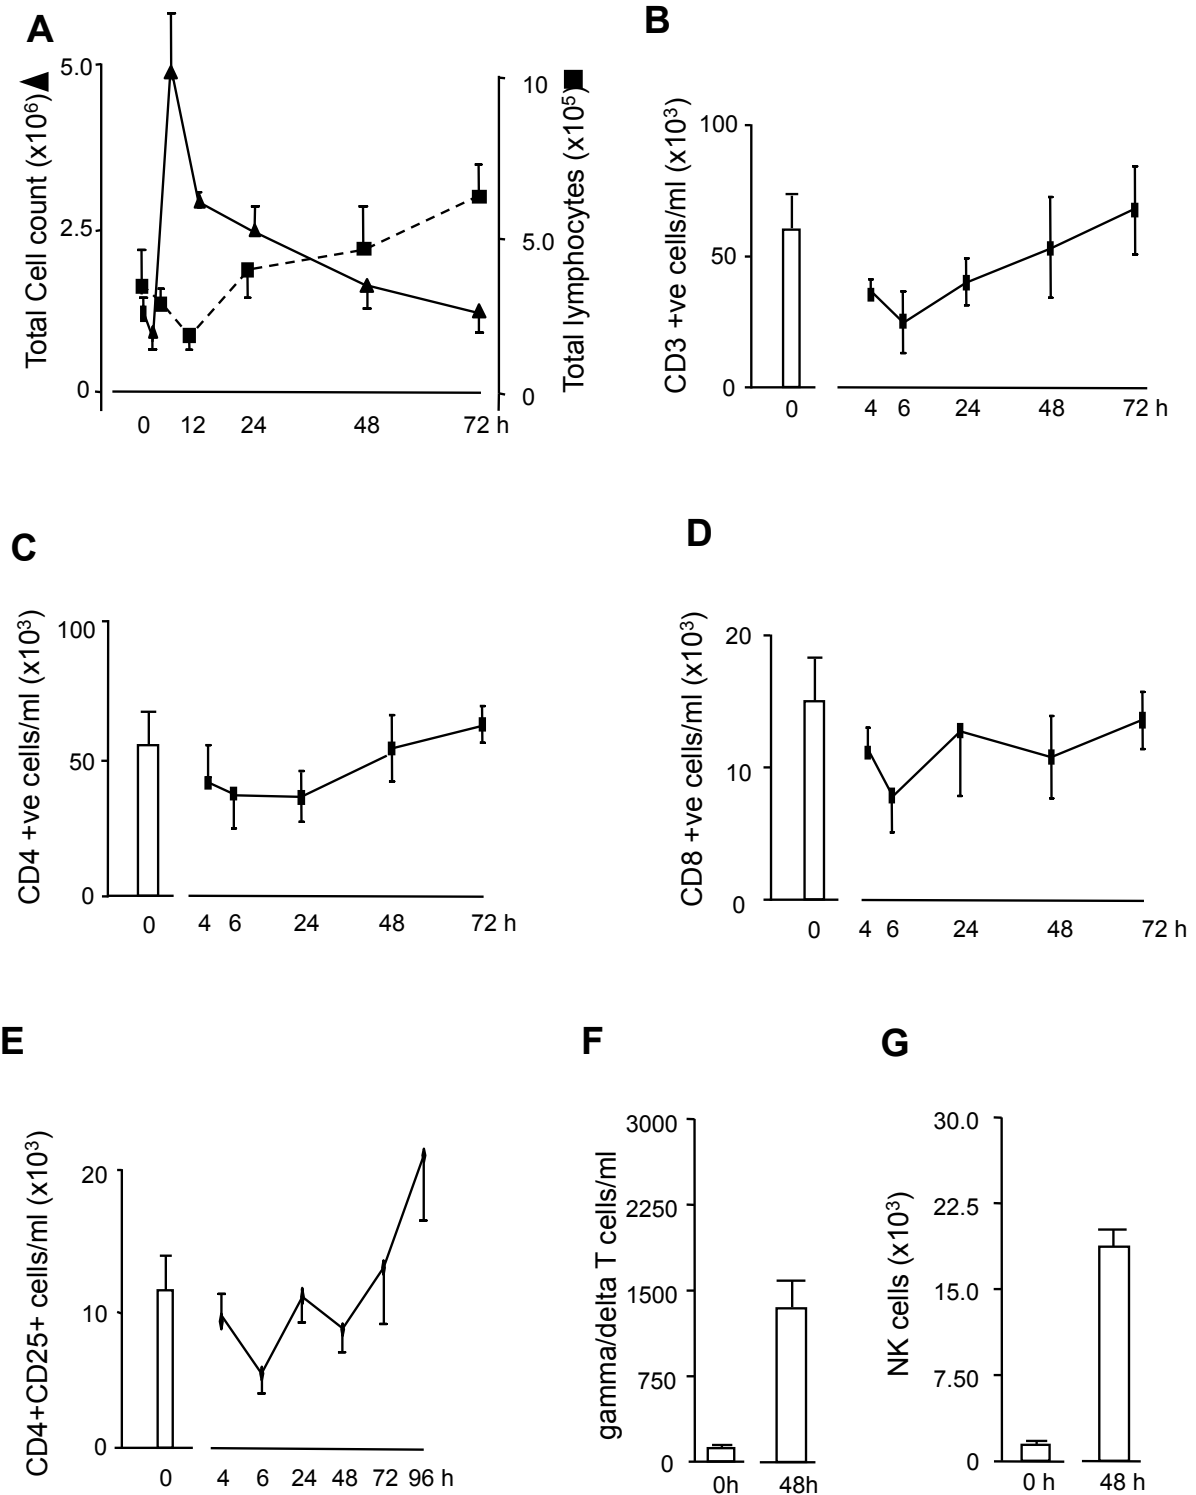 A
Total Cell count (x10⁶)
5.0
2.5
0
10
5.0
0
Total lymphocytes (x10⁵)
0 12 24 48 72 h
B
CD3 +ve cells/ml (x10³)
100
50
0
0 4 6 24 48 72 h
C
CD4 +ve cells/ml (x10³)
100
50
0
0 4 6 24 48 72 h
D
CD8 +ve cells/ml (x10³)
20
10
0
0 4 6 24 48 72 h
E
CD4+CD25+ cells/ml (x10³)
20
10
0
0 4 6 24 48 72 96 h
F
gamma/delta T cells/ml
3000
2250
1500
750
0
0h 48h
G
NK cells (x10³)
30.0
22.5
15.0
7.50
0
0 h 48 h